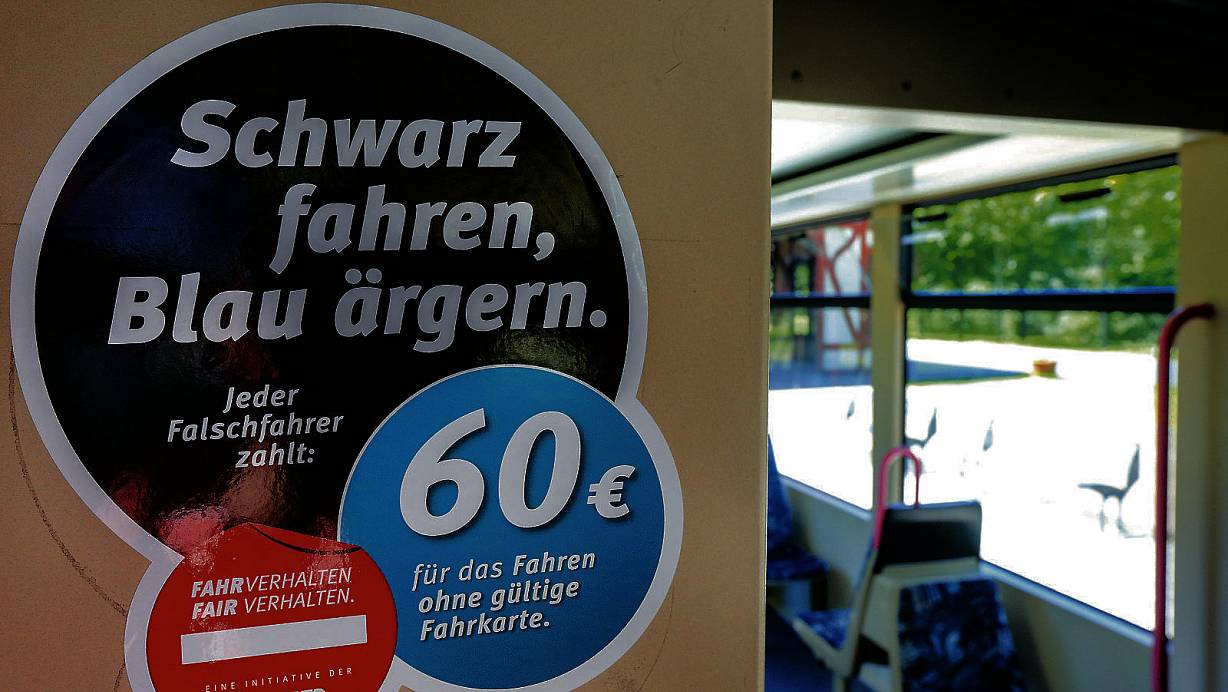 Schwarz
fahren,
Blau ärgern.
Jeder
Falschfahrer
zahlt:
60€
für das Fahren
ohne gültige
Fahrkarte.
FAHRVERHALTEN
FAIR VERHALTEN.
EINE INITIATIVE DER